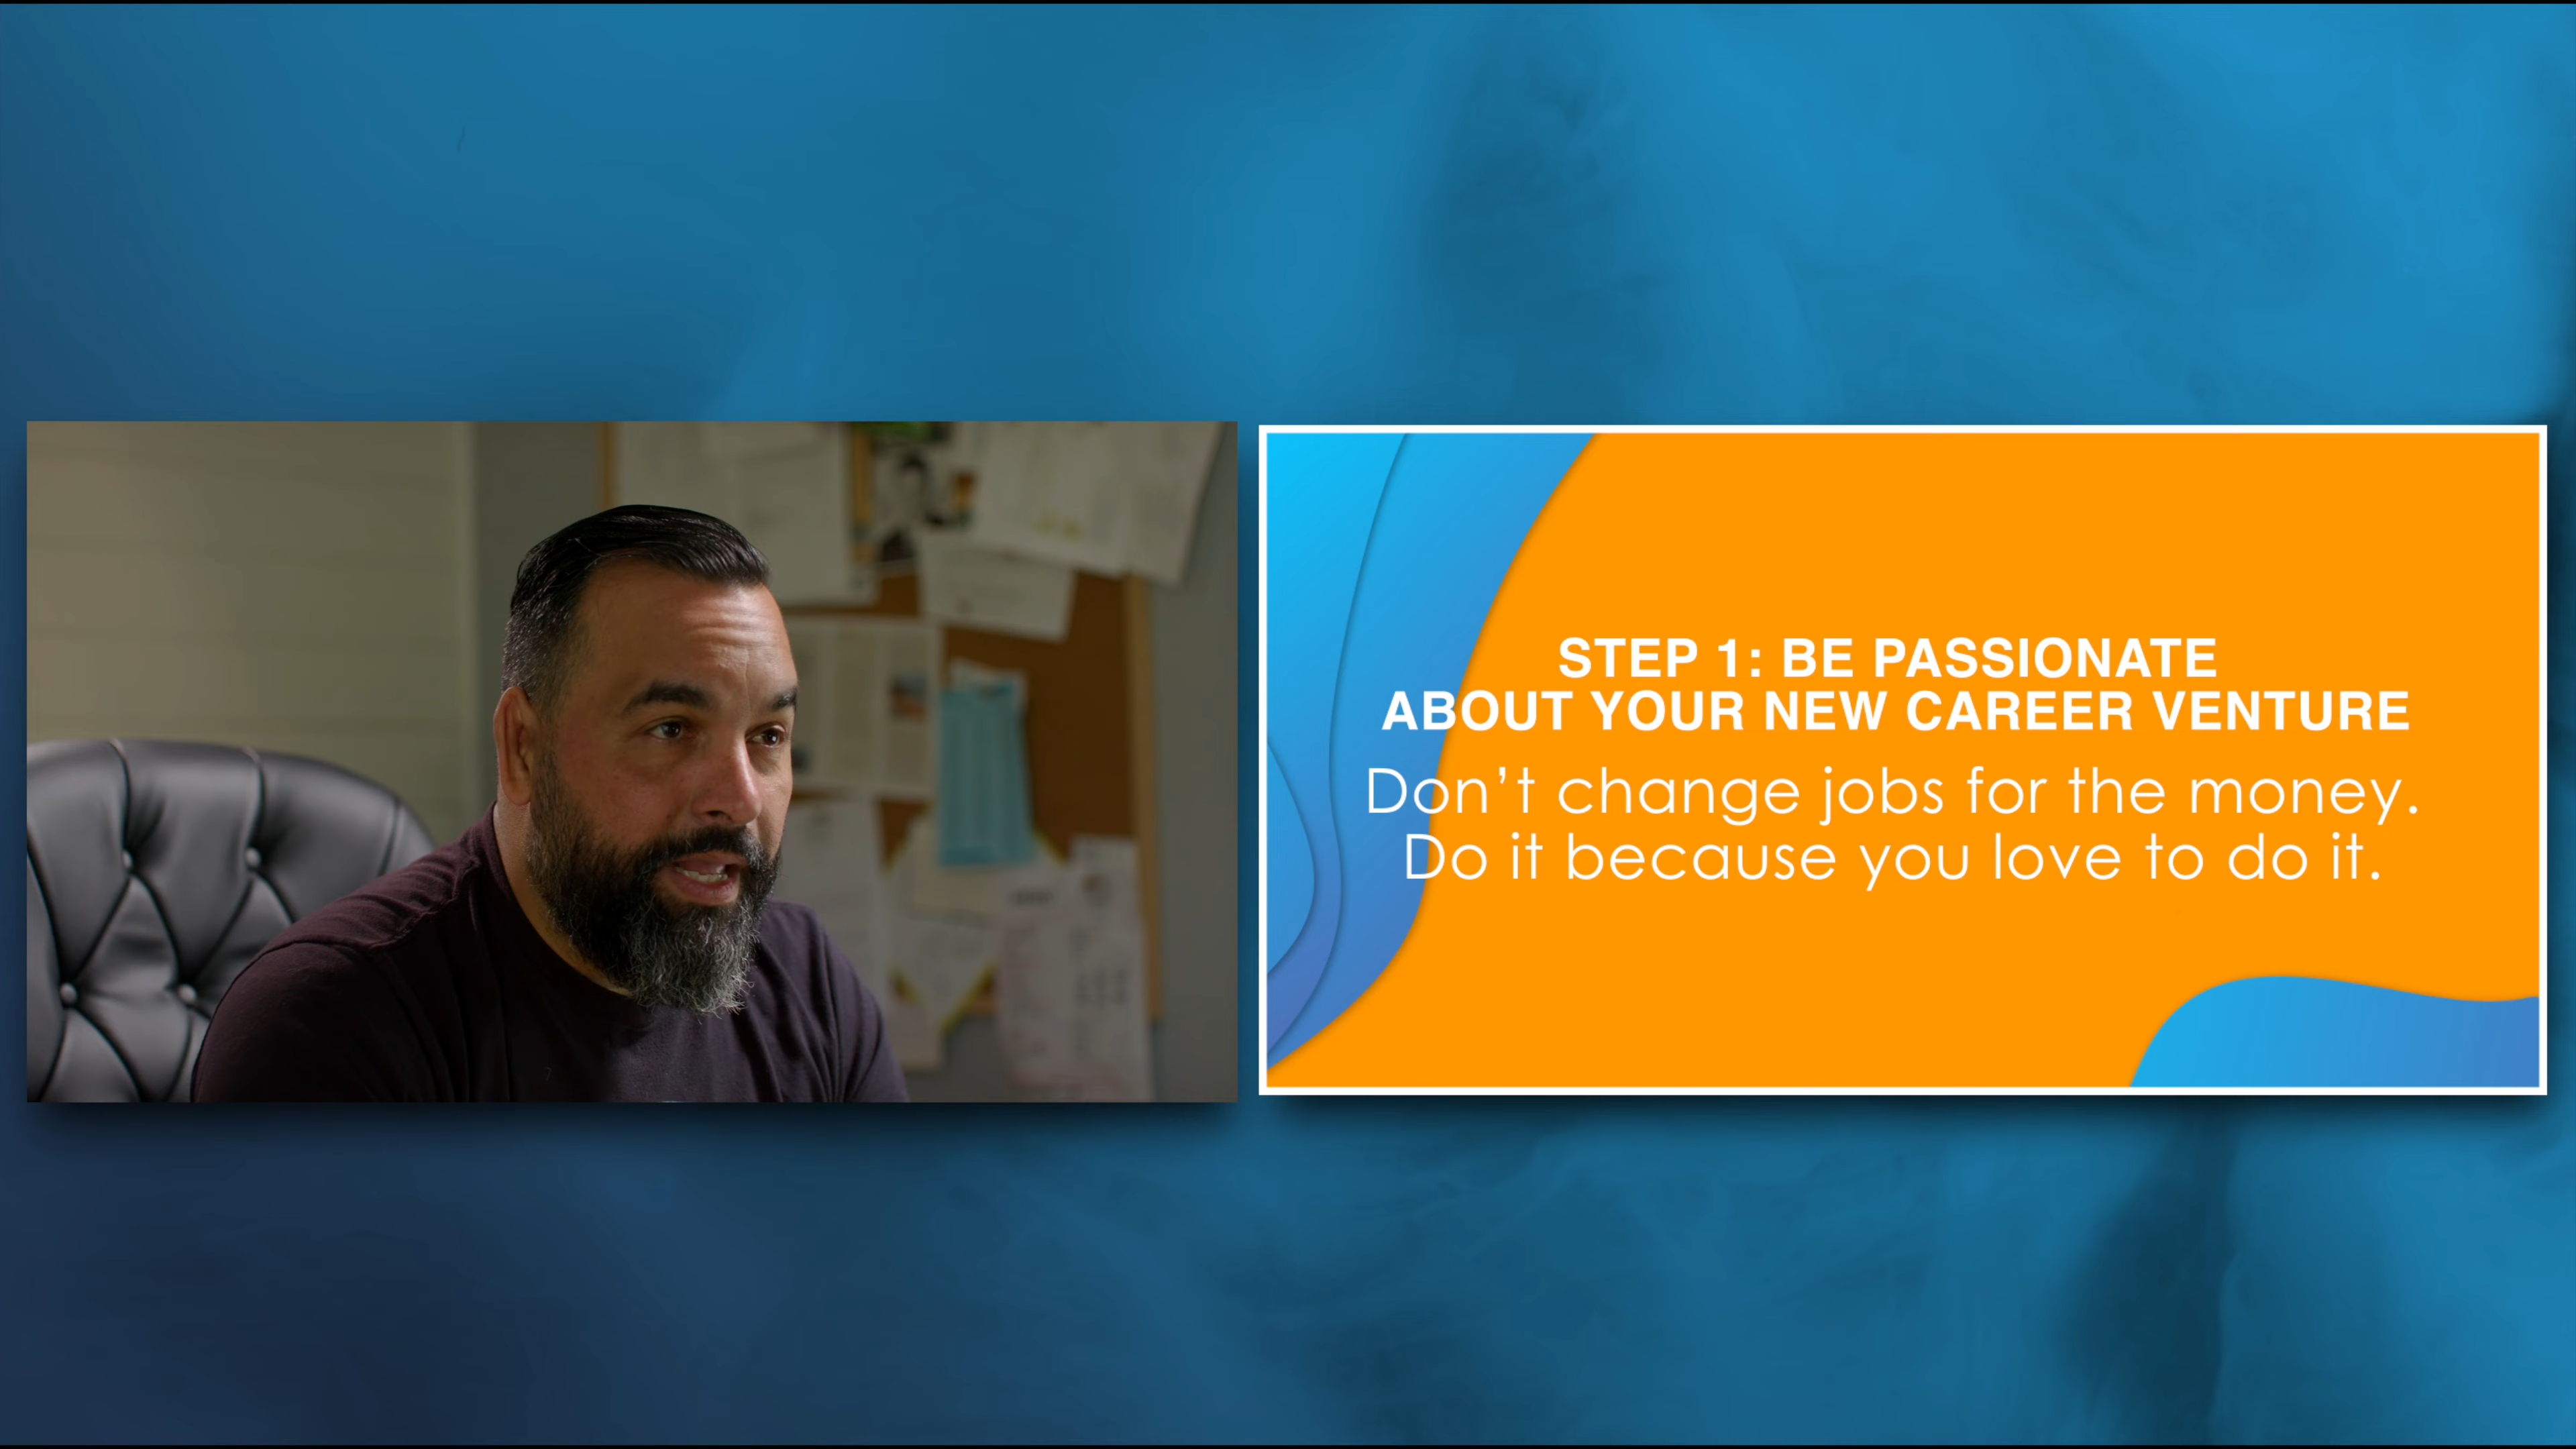 STEP 1: BE PASSIONATE
ABOUT YOUR NEW CAREER VENTURE
Don’t change jobs for the money.
Do it because you love to do it.